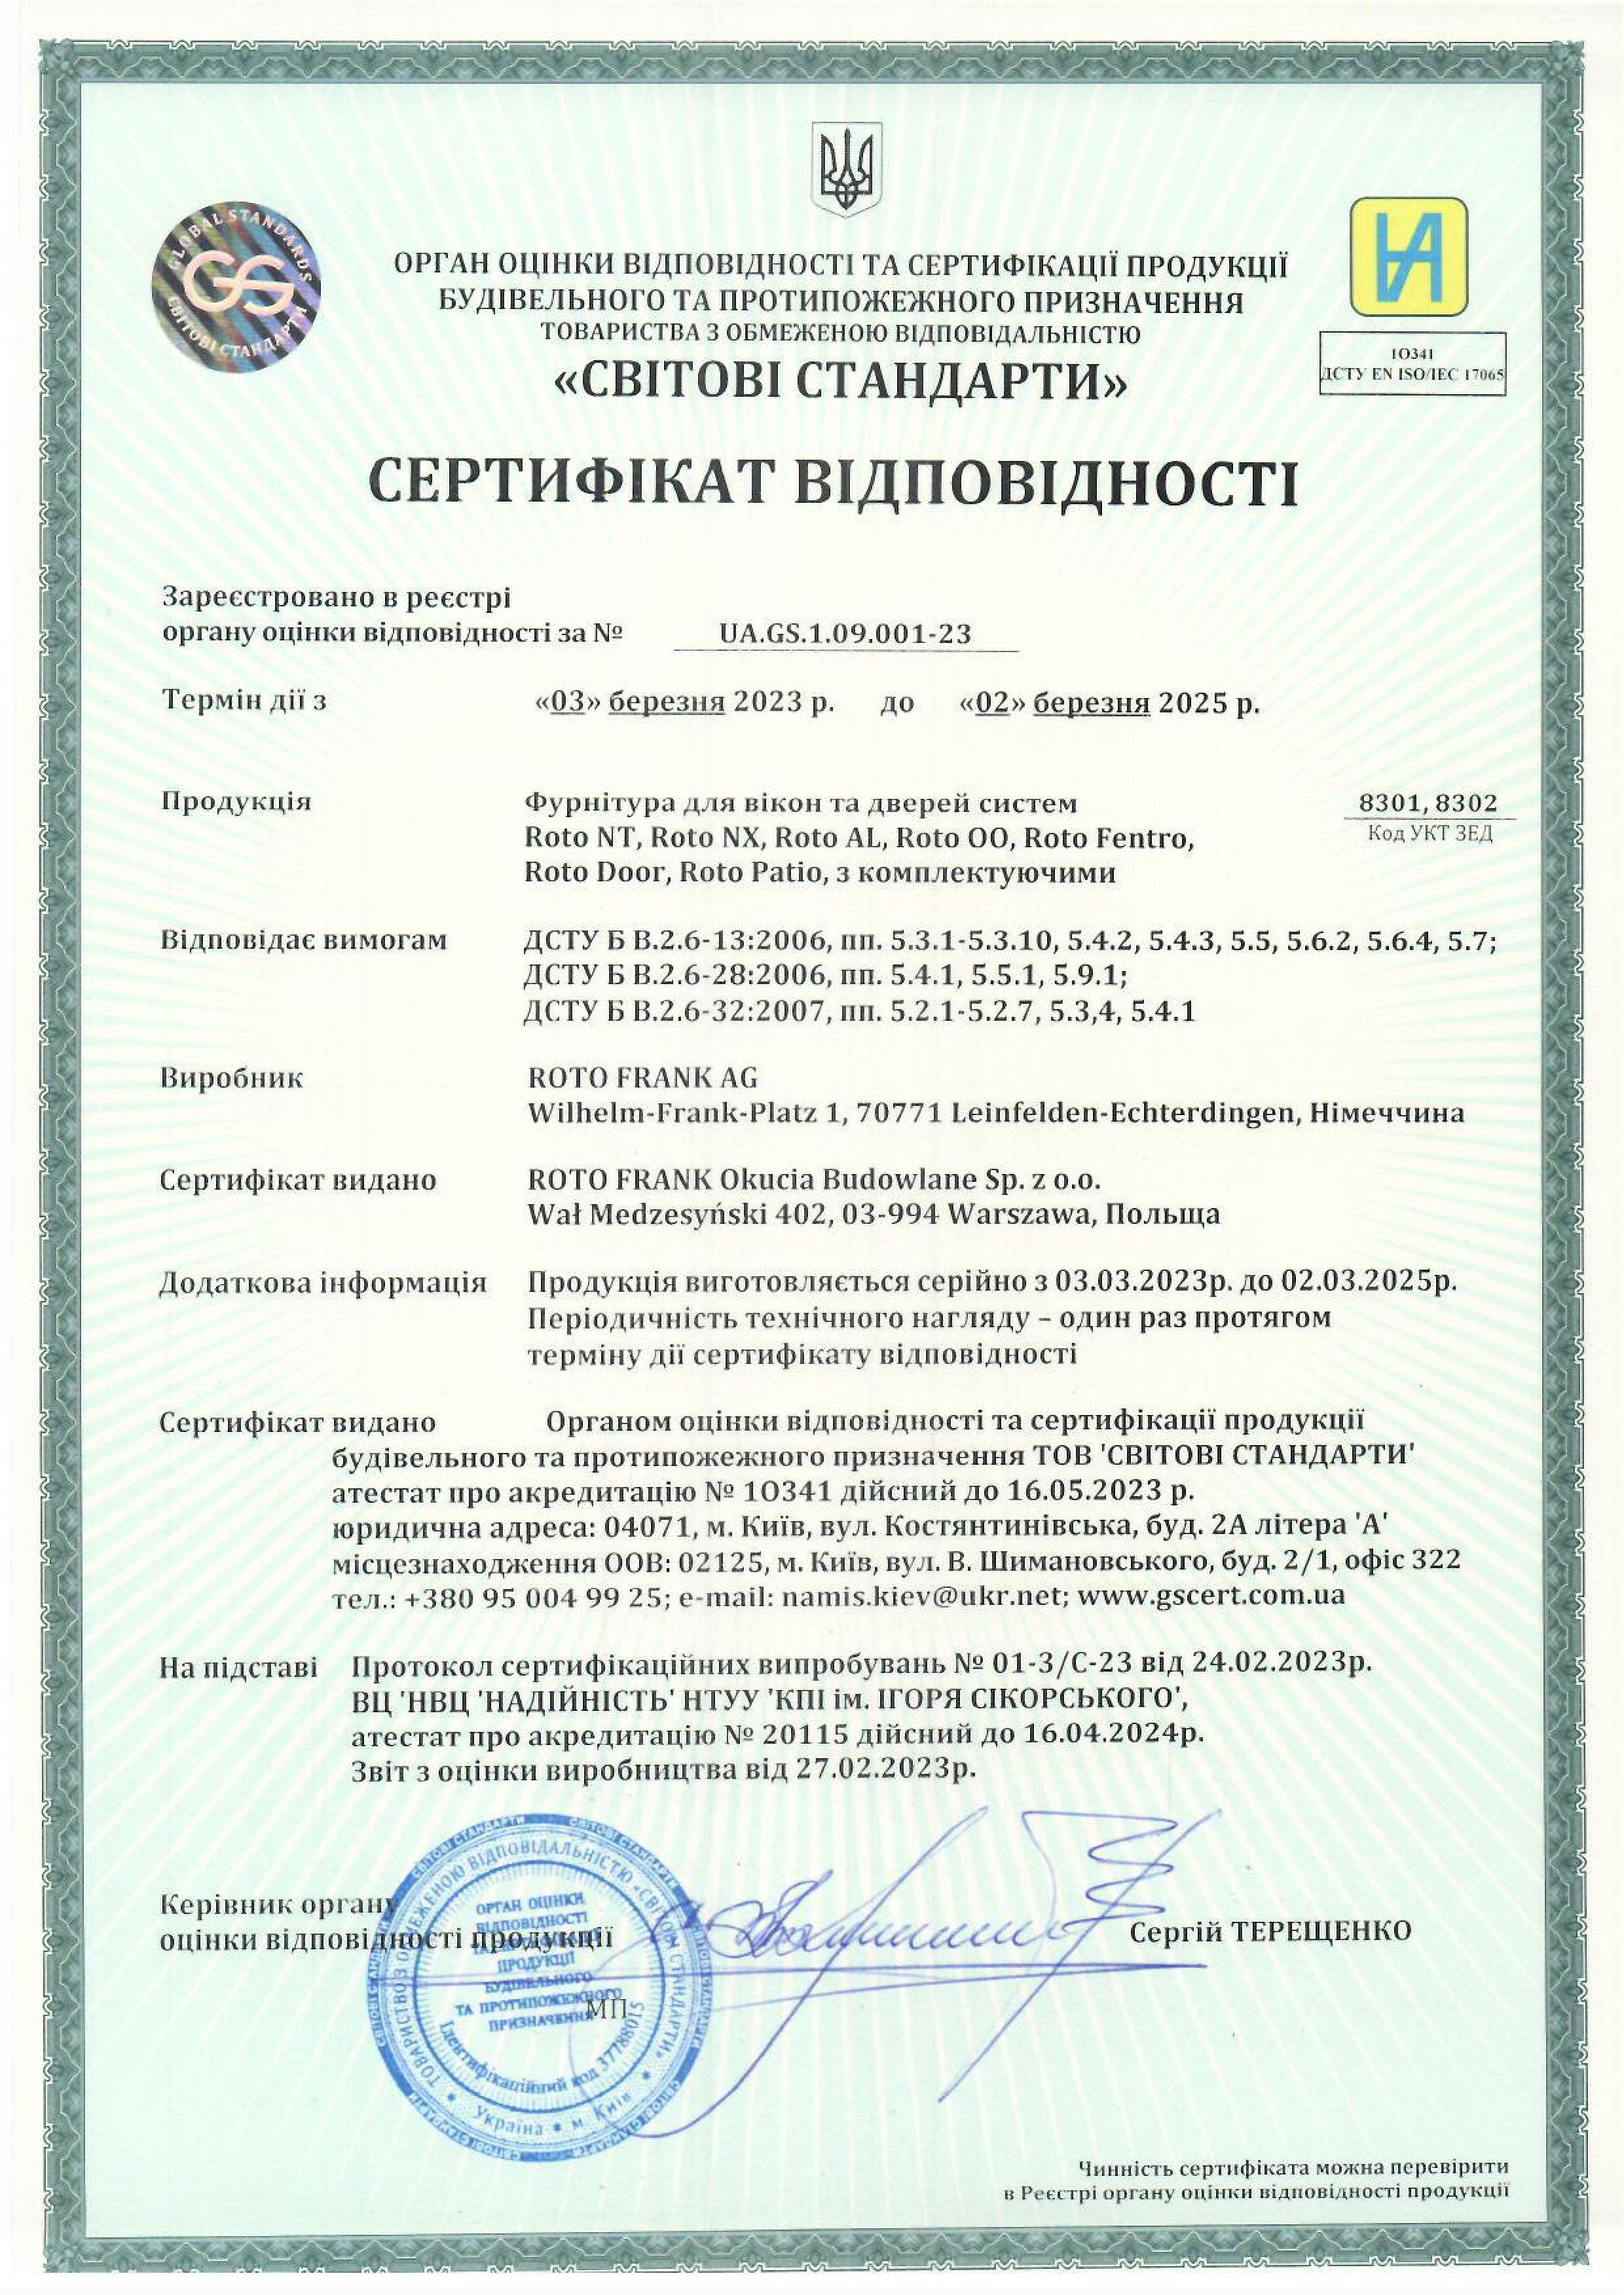 GLOBAL STANDARDS
GS
СВІТОВІ СТАНДАРТИ
ОРГАН ОЦІНКИ ВІДПОВІДНОСТІ ТА СЕРТИФІКАЦІЇ ПРОДУКЦІЇ
БУДІВЕЛЬНОГО ТА ПРОТИПОЖЕЖНОГО ПРИЗНАЧЕННЯ
ТОВАРИСТВА З ОБМЕЖЕНОЮ ВІДПОВІДАЛЬНІСТЮ
«СВІТОВІ СТАНДАРТИ»
1О341
ДСТУ EN ISO/IEC 17065
СЕРТИФІКАТ ВІДПОВІДНОСТІ
Зареєстровано в реєстрі
органу оцінки відповідності за № UA.GS.1.09.001-23
Термін дії з «03» березня 2023 р. до «02» березня 2025 р.
Продукція Фурнітура для вікон та дверей систем 8301, 8302
Roto NT, Roto NX, Roto AL, Roto OO, Roto Fentro, Код УКТ ЗЕД
Roto Door, Roto Patio, з комплектуючими
Відповідає вимогам ДСТУ Б В.2.6-13:2006, пп. 5.3.1-5.3.10, 5.4.2, 5.4.3, 5.5, 5.6.2, 5.6.4, 5.7;
ДСТУ Б В.2.6-28:2006, пп. 5.4.1, 5.5.1, 5.9.1;
ДСТУ Б В.2.6-32:2007, пп. 5.2.1-5.2.7, 5.3,4, 5.4.1
Виробник ROTO FRANK AG
Wilhelm-Frank-Platz 1, 70771 Leinfelden-Echterdingen, Німеччина
Сертифікат видано ROTO FRANK Okucia Budowlane Sp. z o.o.
Wał Medzesyński 402, 03-994 Warszawa, Польща
Додаткова інформація Продукція виготовляється серійно з 03.03.2023р. до 02.03.2025р.
Періодичність технічного нагляду – один раз протягом
терміну дії сертифікату відповідності
Сертифікат видано Органом оцінки відповідності та сертифікації продукції
будівельного та протипожежного призначення ТОВ 'СВІТОВІ СТАНДАРТИ'
атестат про акредитацію № 1О341 дійсний до 16.05.2023 р.
юридична адреса: 04071, м. Київ, вул. Костянтинівська, буд. 2А літера 'А'
місцезнаходження ООВ: 02125, м. Київ, вул. В. Шимановського, буд. 2/1, офіс 322
тел.: +380 95 004 99 25; e-mail: namis.kiev@ukr.net; www.gscert.com.ua
На підставі Протокол сертифікаційних випробувань № 01-3/С-23 від 24.02.2023р.
ВЦ 'НВЦ 'НАДІЙНІСТЬ' НТУУ 'КПІ ім. ІГОРЯ СІКОРСЬКОГО',
атестат про акредитацію № 20115 дійсний до 16.04.2024р.
Звіт з оцінки виробництва від 27.02.2023р.
Керівник органу
оцінки відповідності продукції Сергій ТЕРЕЩЕНКО
МП
ТОВАРИСТВО З ОБМЕЖЕНОЮ ВІДПОВІДАЛЬНІСТЮ «СВІТОВІ СТАНДАРТИ»
ОРГАН ОЦІНКИ
ВІДПОВІДНОСТІ
ПРОДУКЦІЇ
БУДІВЕЛЬНОГО
ТА ПРОТИПОЖЕЖНОГО
ПРИЗНАЧЕННЯ
Ідентифікаційний код 37788015
Україна * м. Київ
Чинність сертифіката можна перевірити
в Реєстрі органу оцінки відповідності продукції